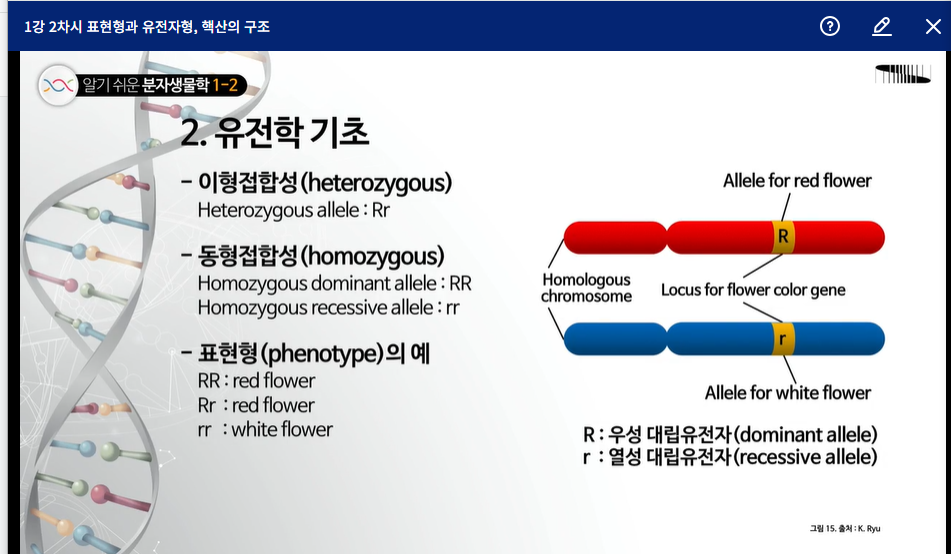 1강 2차시 표현형과 유전자형, 핵산의 구조
알기 쉬운 분자생물학 1-2
2. 유전학 기초
- 이형접합성(heterozygous)
Heterozygous allele : Rr
- 동형접합성(homozygous)
Homozygous dominant allele : RR
Homozygous recessive allele : rr
- 표현형(phenotype)의 예
RR : red flower
Rr : red flower
rr : white flower
Allele for red flower
R
Homologous
chromosome
Locus for flower color gene
r
Allele for white flower
R : 우성 대립유전자(dominant allele)
r : 열성 대립유전자(recessive allele)
그림 15. 출처 : K. Ryu